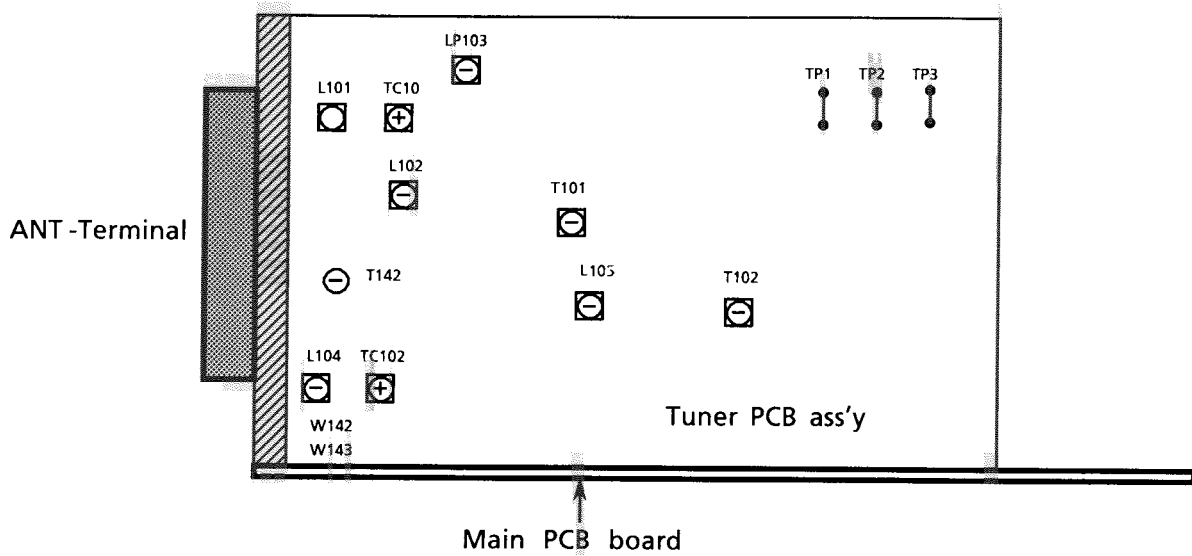 LP103
TP1 TP2 TP3
L101 TC10
L102
T101
ANT-Terminal
T142
L105
T102
L104 TC102
Tuner PCB ass'y
W142
W143
Main PCB board